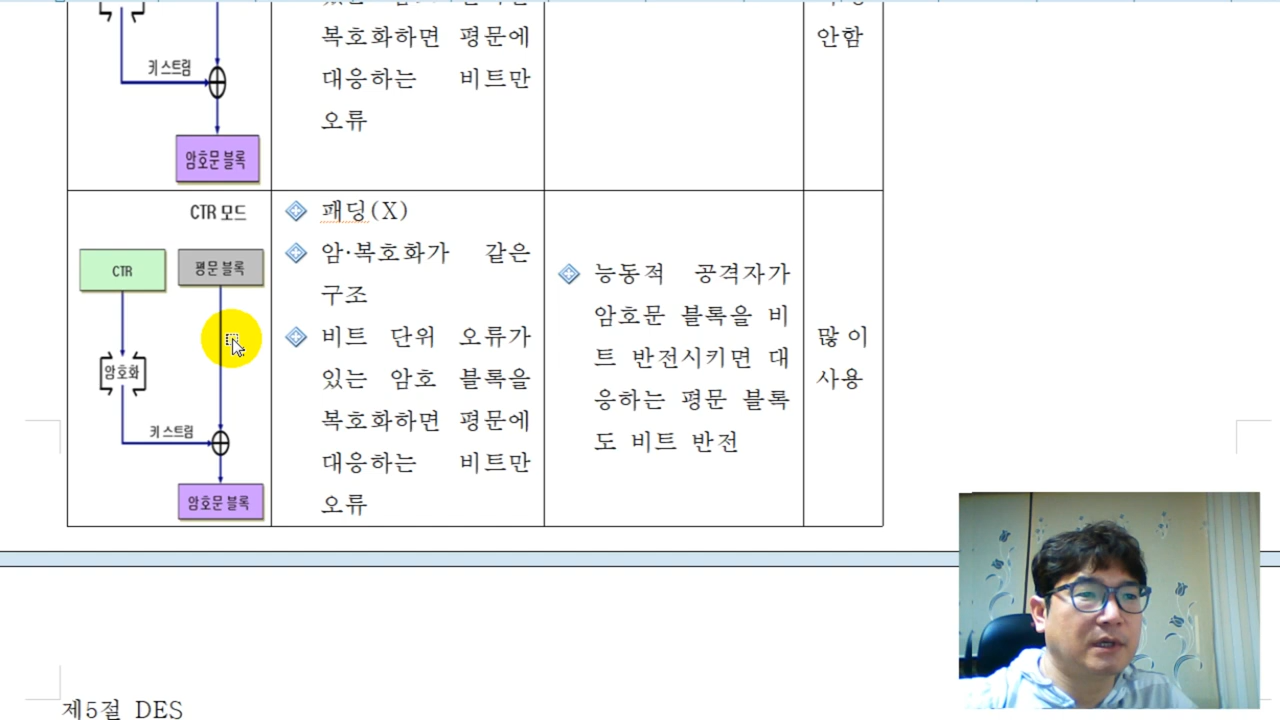 복호화하면 평문에
대응하는 비트만
오류
안함
키 스트림
암호문 블록
CTR 모드
CTR
평문 블록
암호화
키 스트림
암호문 블록
패딩(X)
암·복호화가 같은
구조
비트 단위 오류가
있는 암호 블록을
복호화하면 평문에
대응하는 비트만
오류
능동적 공격자가
암호문 블록을 비
트 반전시키면 대
응하는 평문 블록
도 비트 반전
많 이
사용
제5절 DES